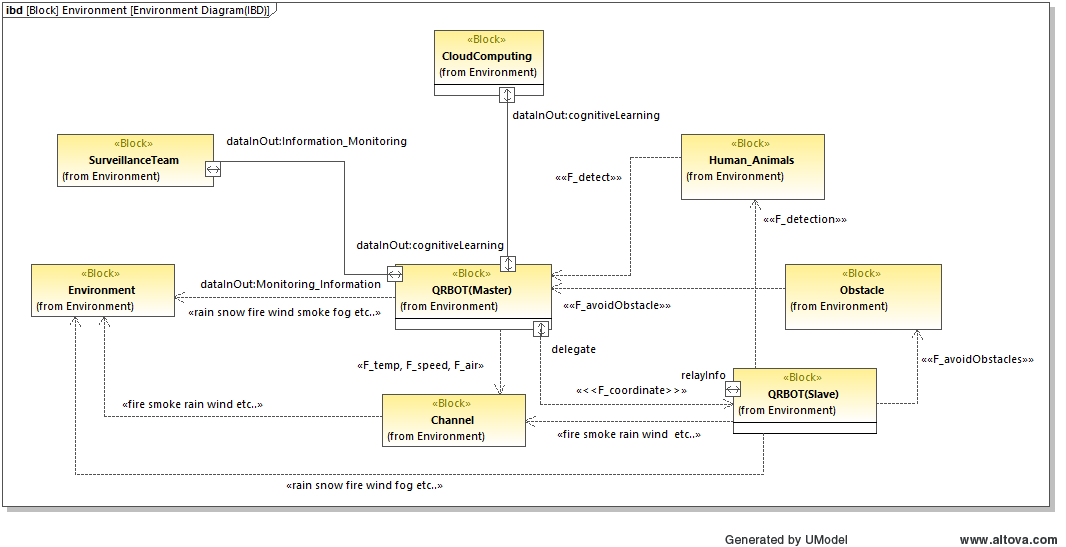 ibd [Block] Environment [Environment Diagram(IBD)]
«Block»
CloudComputing
(from Environment)
dataInOut:cognitiveLearning
«Block»
SurveillanceTeam
(from Environment)
dataInOut:Information_Monitoring
«Block»
Human_Animals
(from Environment)
««F_detect»»
««F_detection»»
dataInOut:cognitiveLearning
«Block»
Environment
(from Environment)
dataInOut:Monitoring_Information
«rain snow fire wind smoke fog etc..»
«Block»
QRBOT(Master)
(from Environment)
««F_avoidObstacle»»
«Block»
Obstacle
(from Environment)
delegate
«F_temp, F_speed, F_air»
««F_avoidObstacles»»
relayInfo
«<<F_coordinate>>»
«Block»
QRBOT(Slave)
(from Environment)
«fire smoke rain wind etc..»
«Block»
Channel
(from Environment)
«fire smoke rain wind  etc..»
«rain snow fire wind fog etc..»
Generated by UModel
www.altova.com